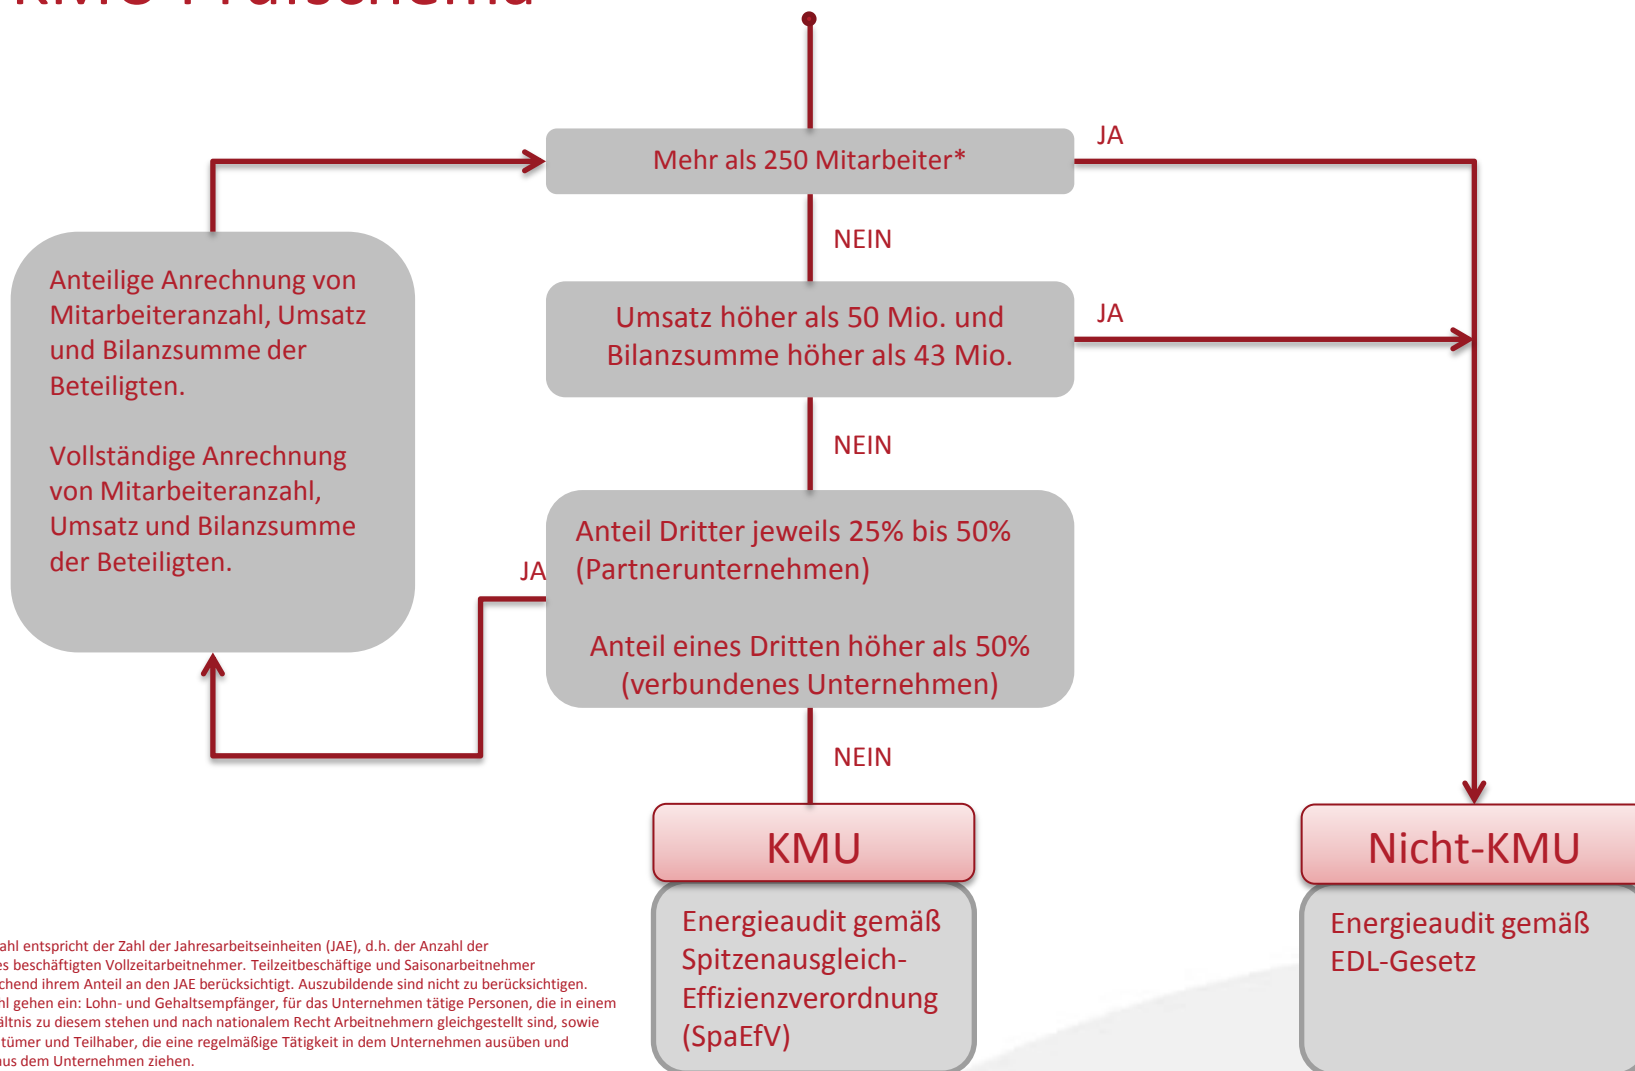 KMU-Prüfschema
Mehr als 250 Mitarbeiter*
JA
NEIN
Umsatz höher als 50 Mio. und
Bilanzsumme höher als 43 Mio.
JA
NEIN
Anteilige Anrechnung von
Mitarbeiteranzahl, Umsatz
und Bilanzsumme der
Beteiligten.
Vollständige Anrechnung
von Mitarbeiteranzahl,
Umsatz und Bilanzsumme
der Beteiligten.
JA
Anteil Dritter jeweils 25% bis 50%
(Partnerunternehmen)
Anteil eines Dritten höher als 50%
(verbundenes Unternehmen)
NEIN
KMU
Energieaudit gemäß
Spitzenausgleich-
Effizienzverordnung
(SpaEfV)
Nicht-KMU
Energieaudit gemäß
EDL-Gesetz
entspricht der Zahl der Jahresarbeitseinheiten (JAE), d.h. der Anzahl der
beschäftigten Vollzeitarbeitnehmer. Teilzeitbeschäftige und Saisonarbeitnehmer
ihrem Anteil an den JAE berücksichtigt. Auszubildende sind nicht zu berücksichtigen.
gehen ein: Lohn- und Gehaltsempfänger, für das Unternehmen tätige Personen, die in einem
zu diesem stehen und nach nationalem Recht Arbeitnehmern gleichgestellt sind, sowie
und Teilhaber, die eine regelmäßige Tätigkeit in dem Unternehmen ausüben und
aus dem Unternehmen ziehen.